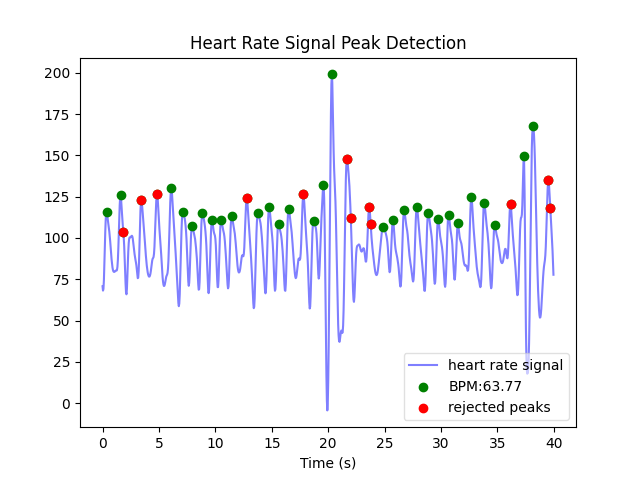 Heart Rate Signal Peak Detection
200
175
150
125
100
75
50
25
0
heart rate signal
BPM:63.77
rejected peaks
0 5 10 15 20 25 30 35 40
Time (s)